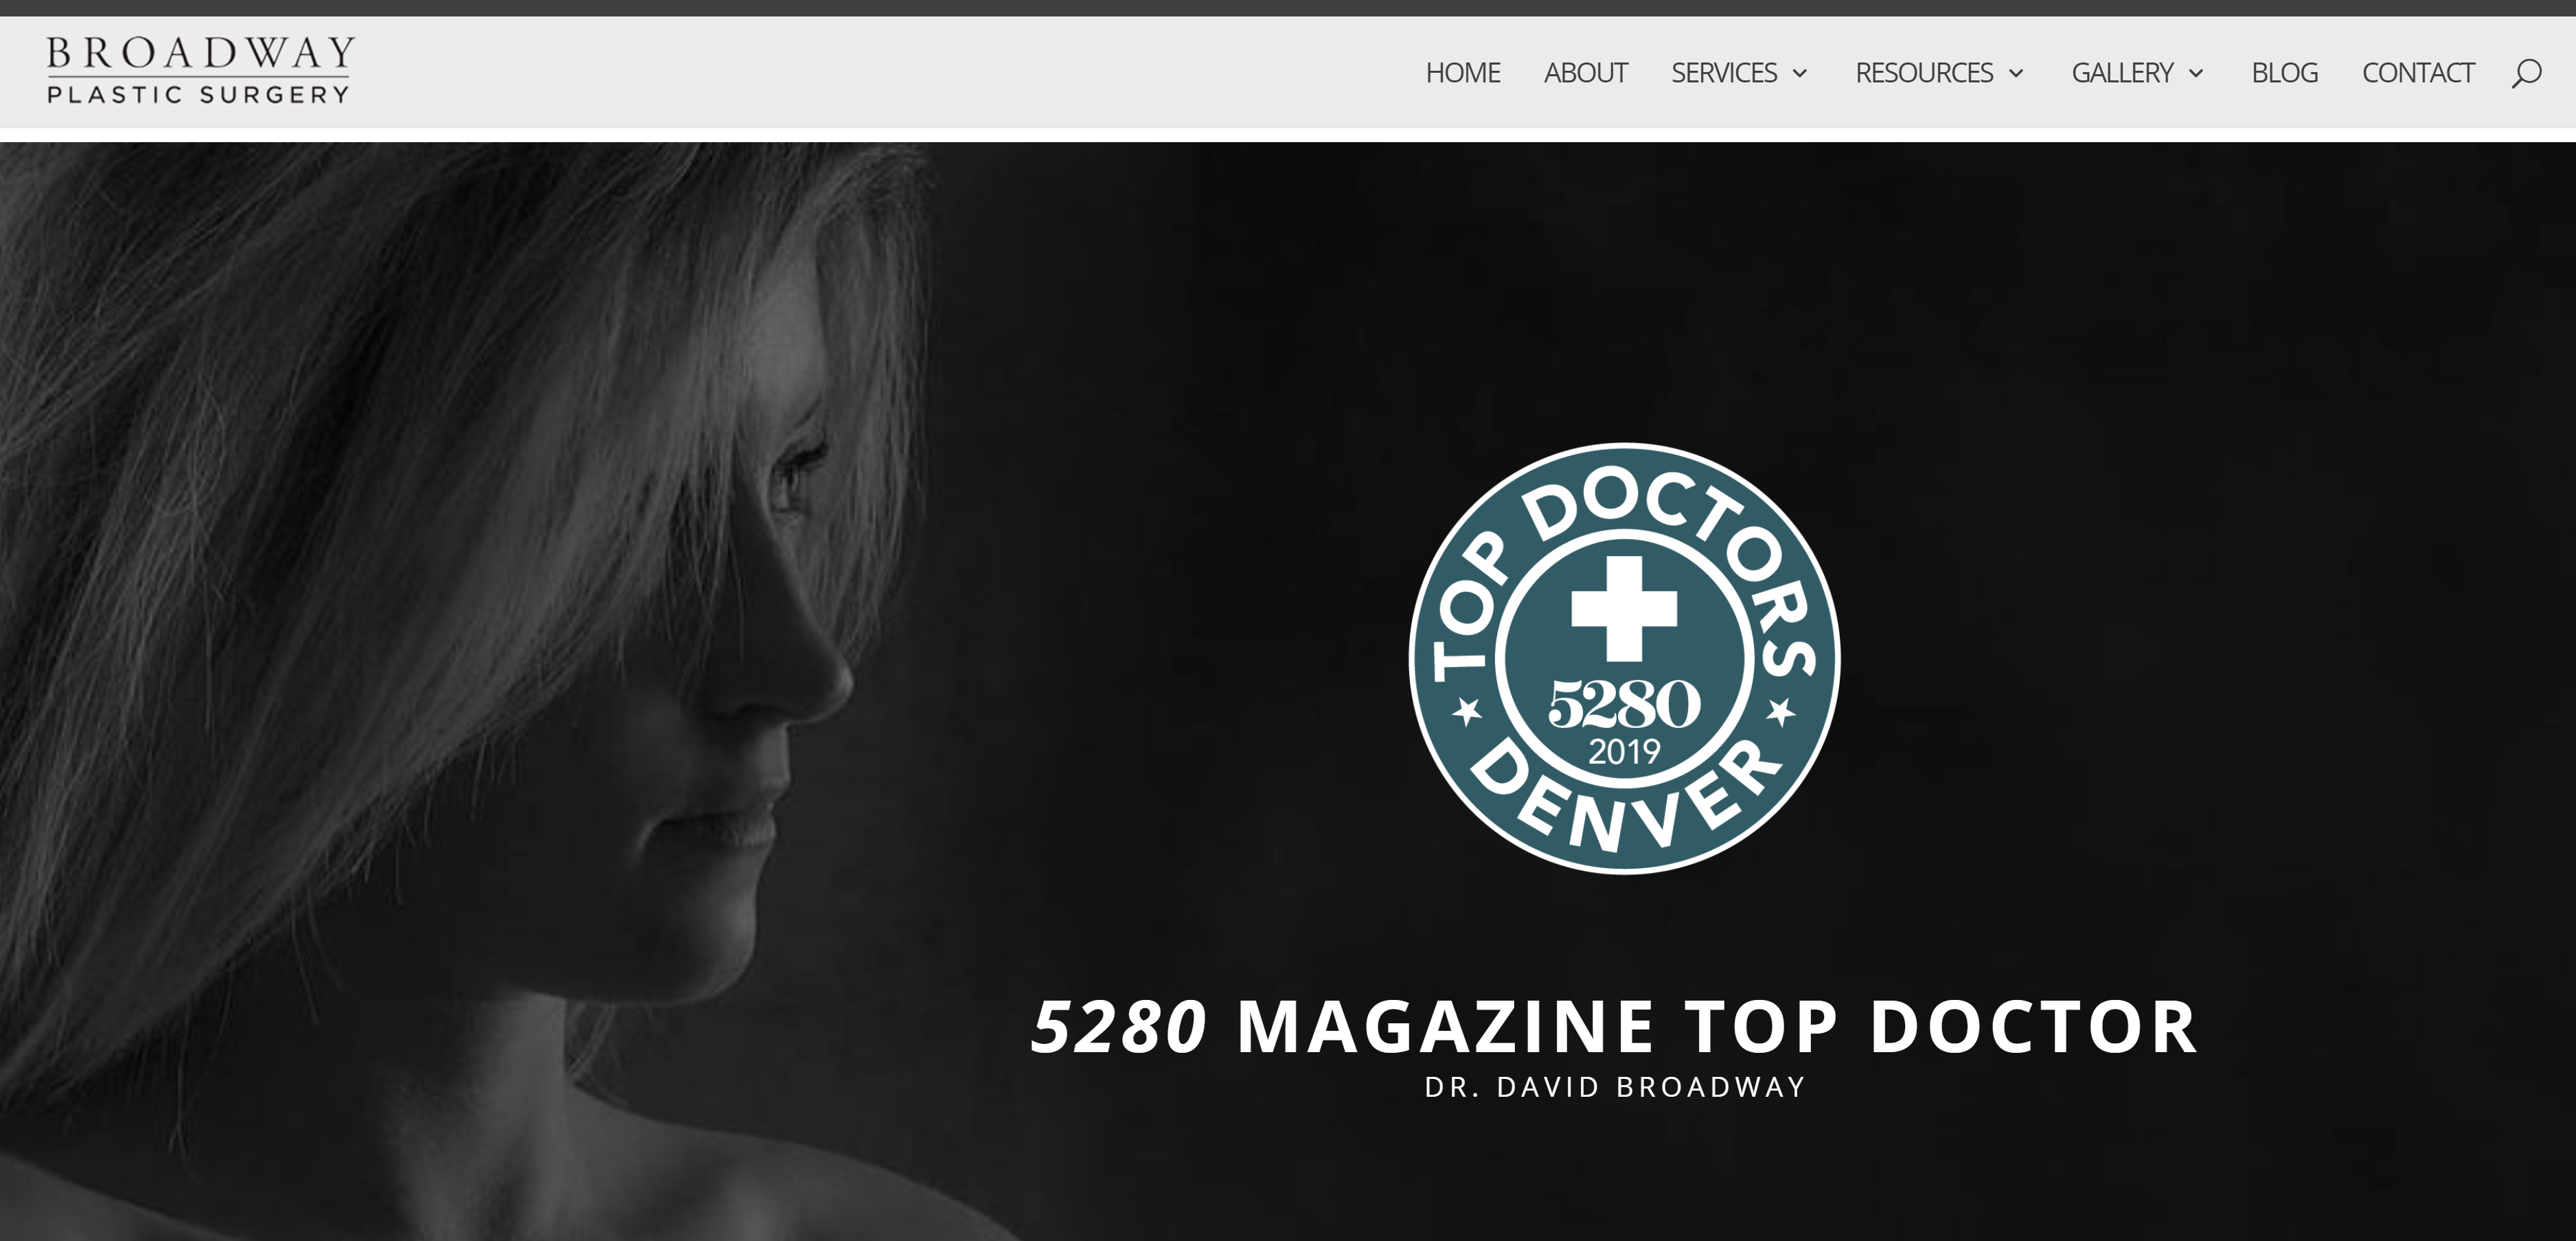 BROADWAY
PLASTIC SURGERY
HOME ABOUT SERVICES RESOURCES GALLERY BLOG CONTACT
TOP DOCTORS
5280
2019
DENVER
5280 MAGAZINE TOP DOCTOR
DR. DAVID BROADWAY